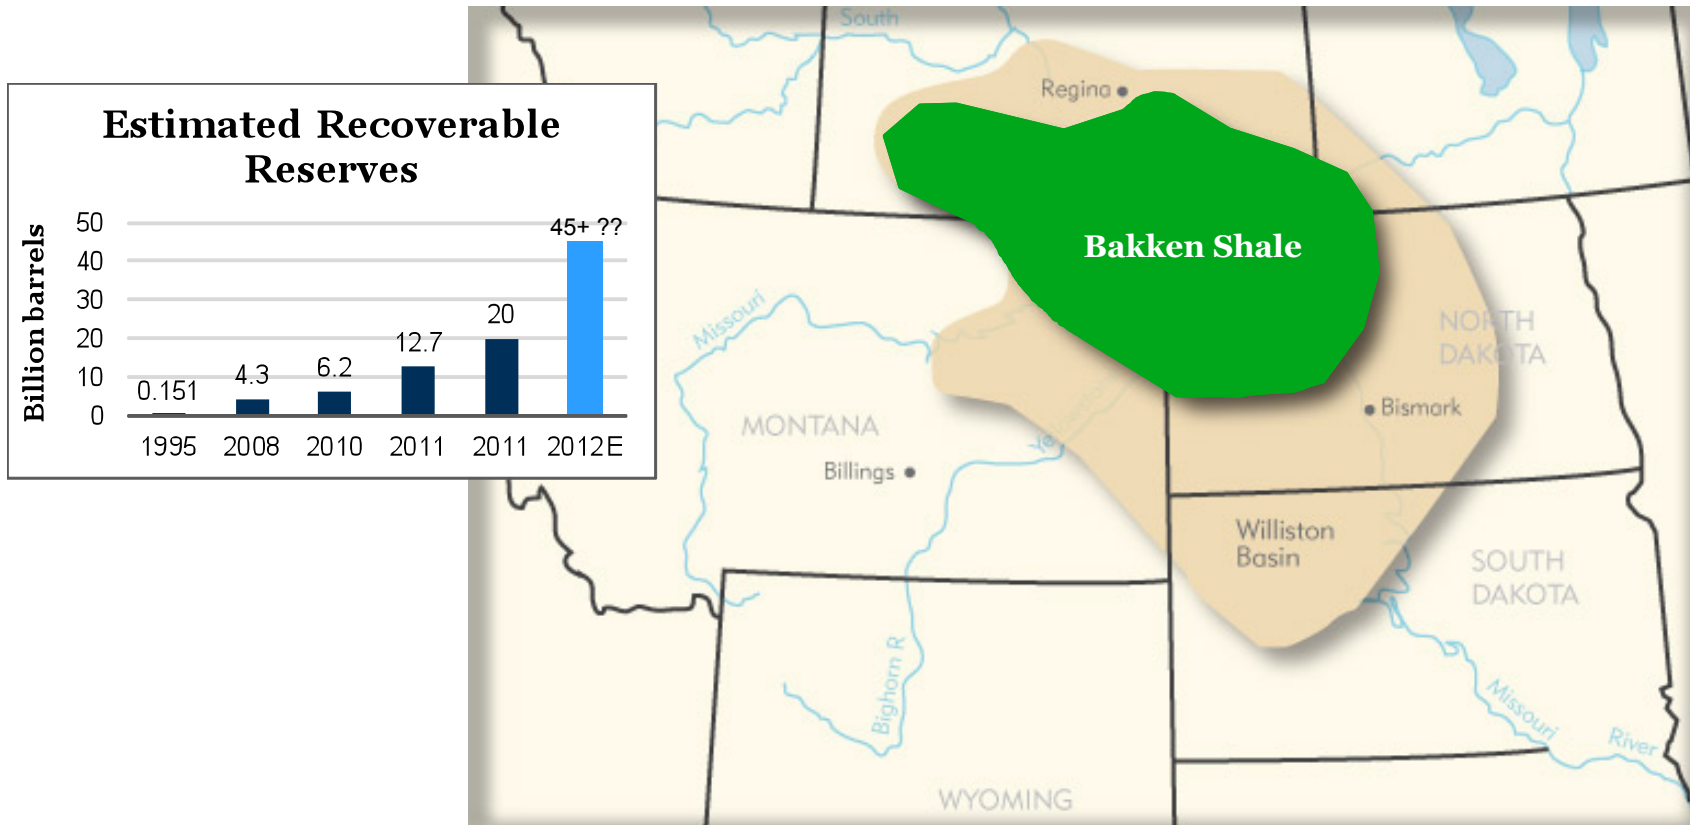 Estimated Recoverable
Reserves
Billion barrels
50
40
30
20
10
0
0.151
4.3
6.2
12.7
20
45+ ??
1995
2008
2010
2011
2011
2012E
South
Regina
Bakken Shale
Missouri
NORTH
DAKOTA
MONTANA
Bismark
Billings
Williston
Basin
SOUTH
DAKOTA
Bighorn R
Missouri
River
WYOMING